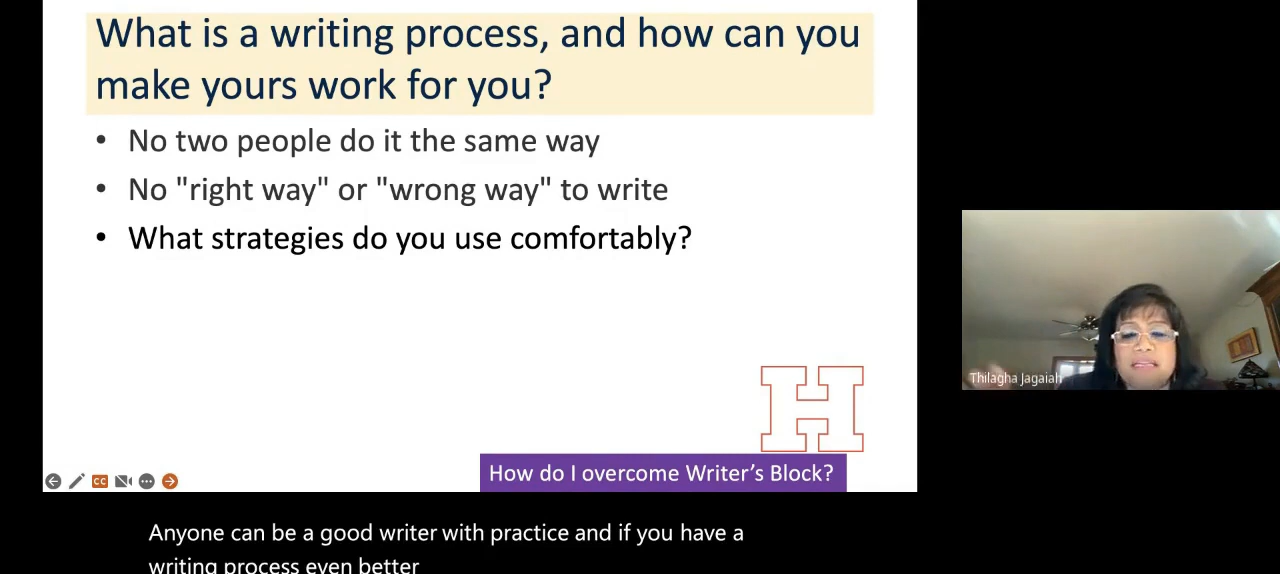 What is a writing process, and how can you
make yours work for you?
• No two people do it the same way
• No "right way" or "wrong way" to write
• What strategies do you use comfortably?
H
How do I overcome Writer's Block?
CC
Thilagha Jagaiah
Anyone can be a good writer with practice and if you have a
writing process even better